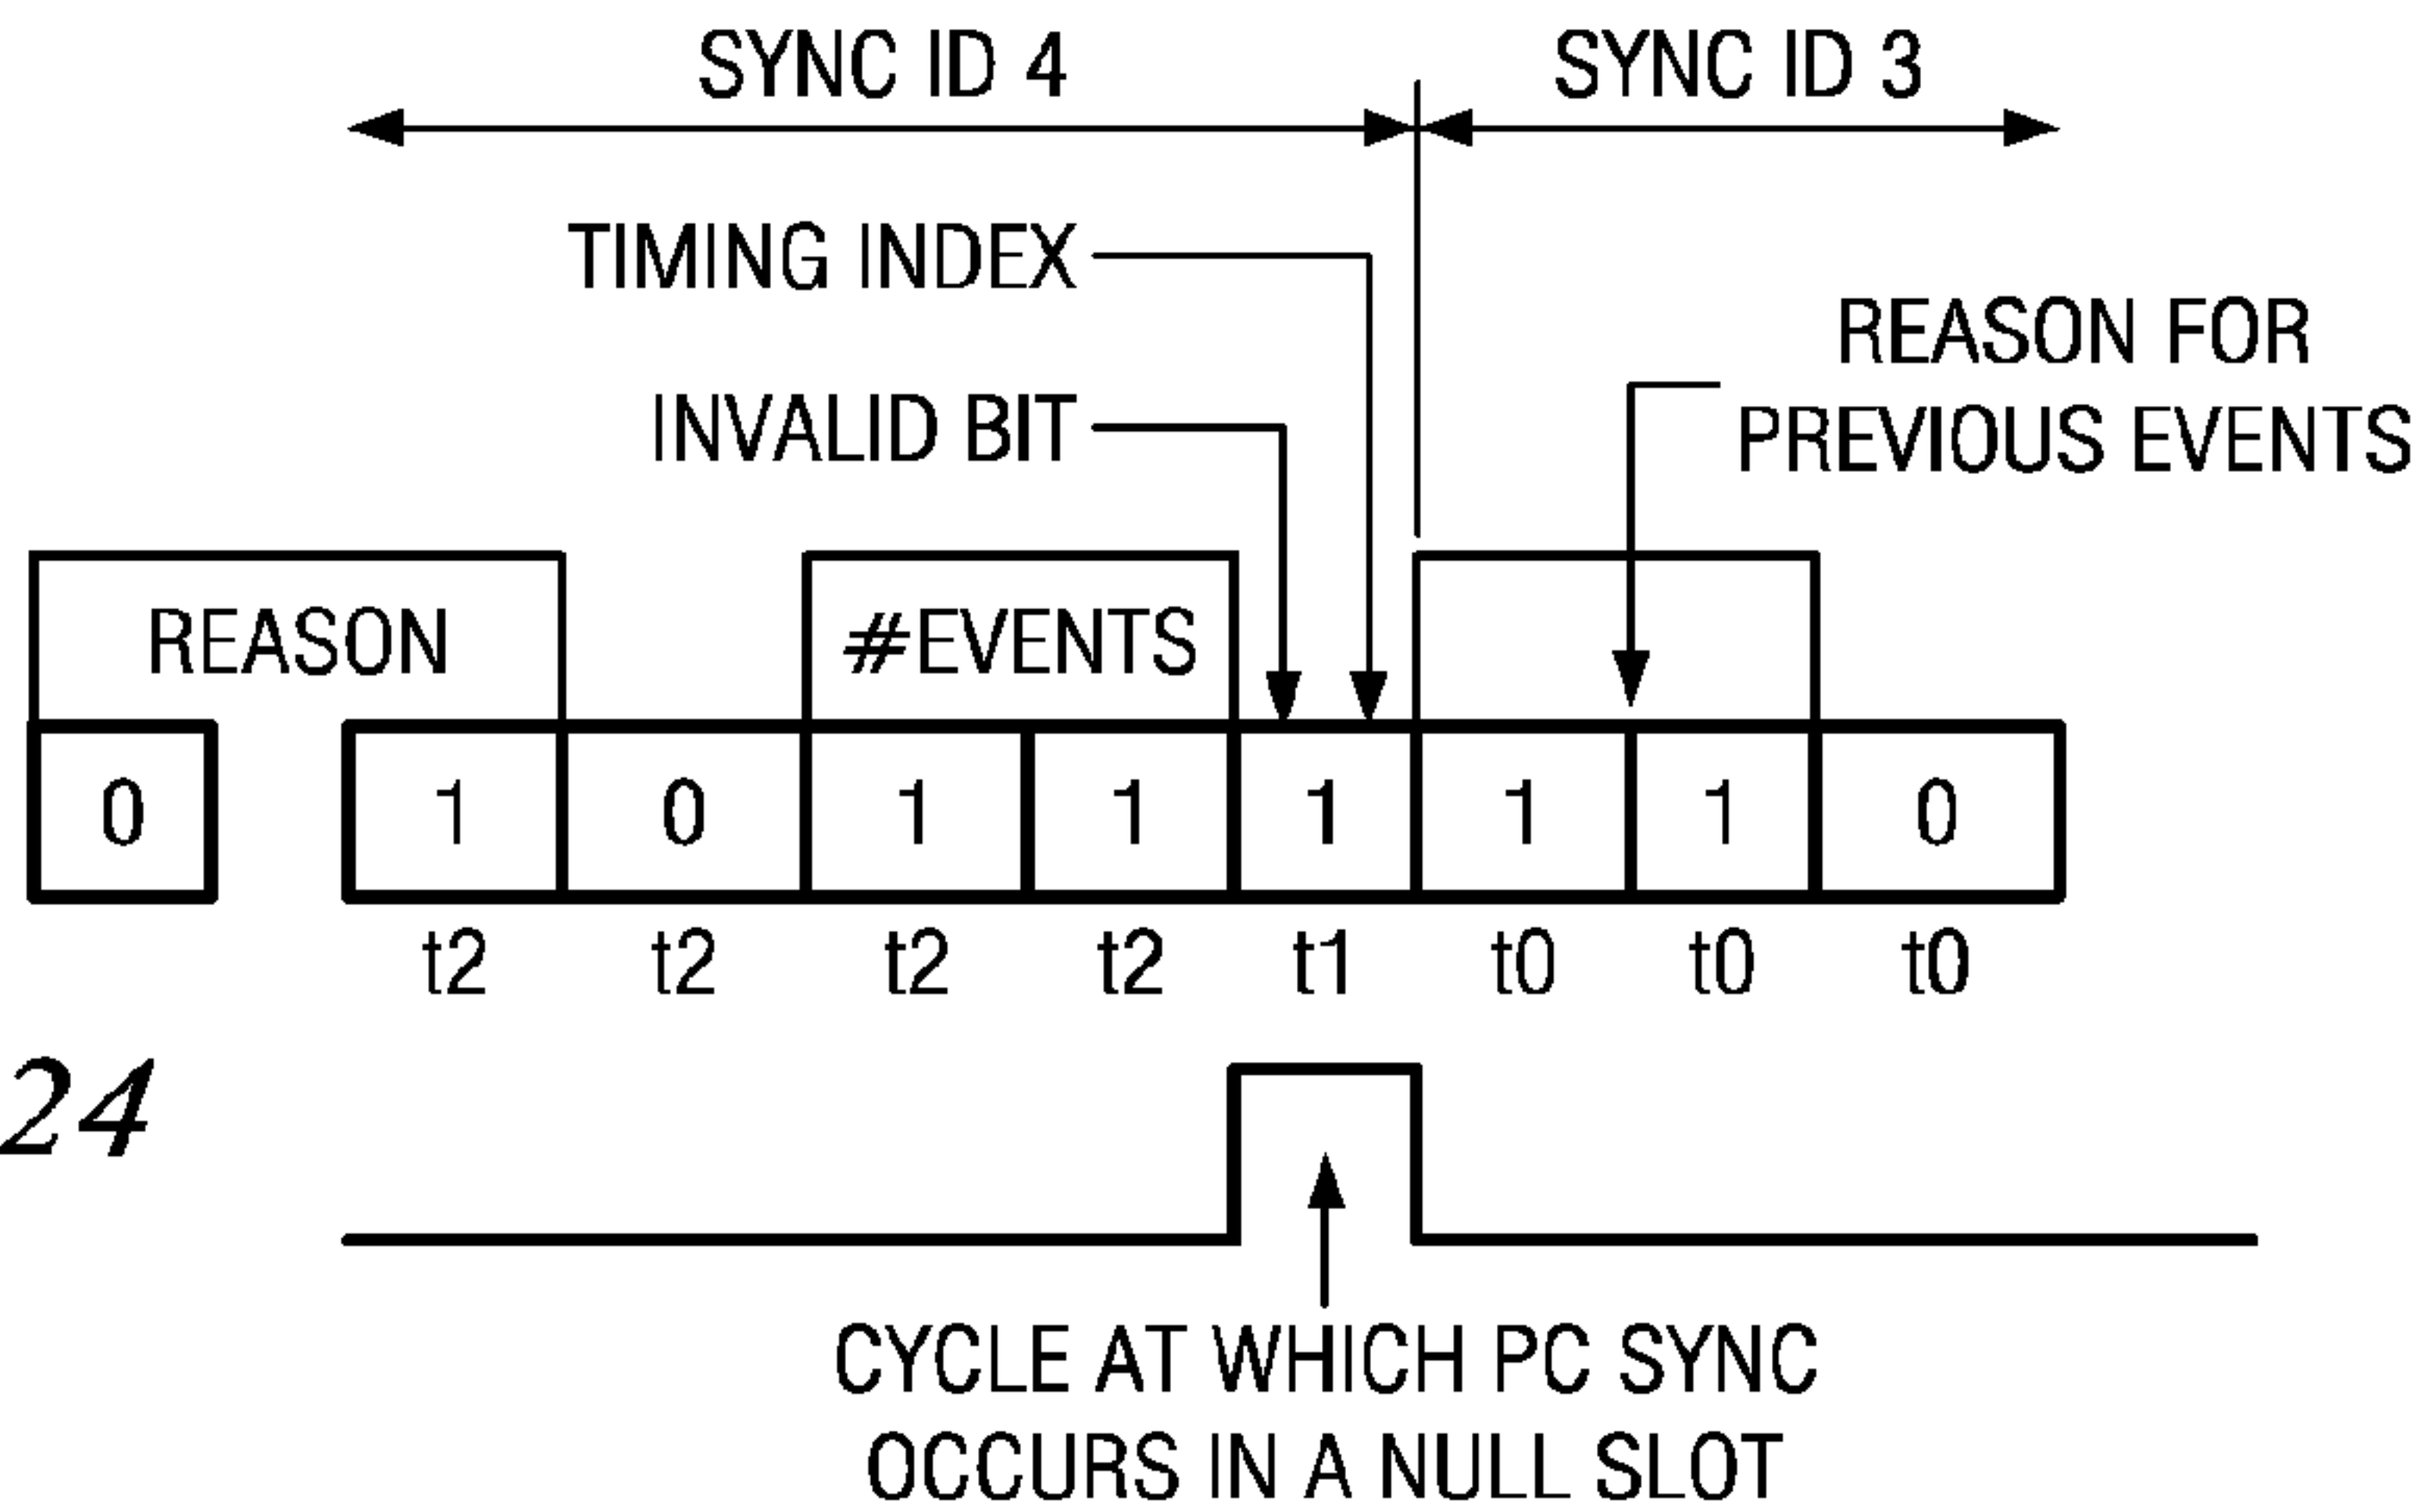 SYNC ID 4 SYNC ID 3
TIMING INDEX
REASON FOR
PREVIOUS EVENTS
INVALID BIT
REASON #EVENTS
0 1 0 1 1 1 1 1 0
t2 t2 t2 t2 t1 t0 t0 t0
24
CYCLE AT WHICH PC SYNC
OCCURS IN A NULL SLOT